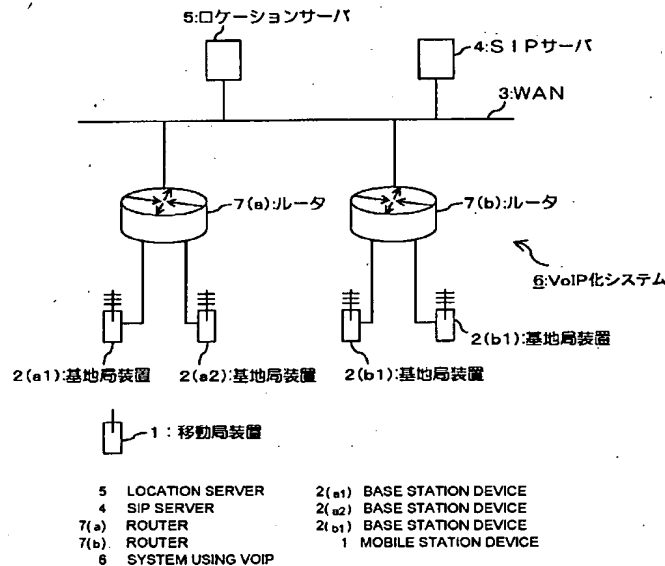 5:ロケーションサーバ
4:SIPサーバ
3:WAN
7(a):ルータ
7(b):ルータ
6:VoIP化システム
2(b1):基地局装置
2(a1):基地局装置
2(a2):基地局装置
2(b1):基地局装置
1:移動局装置
5 LOCATION SERVER
4 SIP SERVER
7(a) ROUTER
7(b) ROUTER
6 SYSTEM USING VOIP
2(a1) BASE STATION DEVICE
2(a2) BASE STATION DEVICE
2(b1) BASE STATION DEVICE
1 MOBILE STATION DEVICE